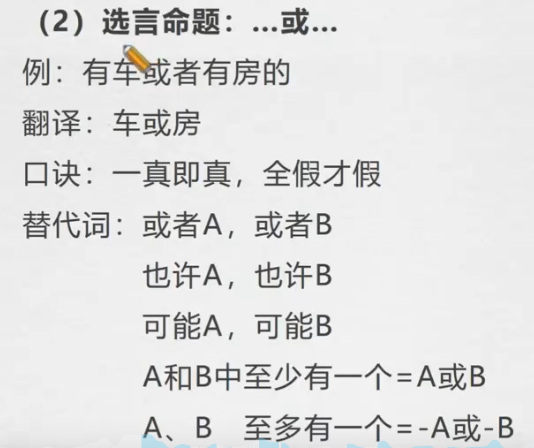 （2）选言命题：...或...
例：有车或者有房的
翻译：车或房
口诀：一真即真，全假才假
替代词：或者A，或者B
也许A，也许B
可能A，可能B
A和B中至少有一个=A或B
A、B 至多有一个=-A或-B